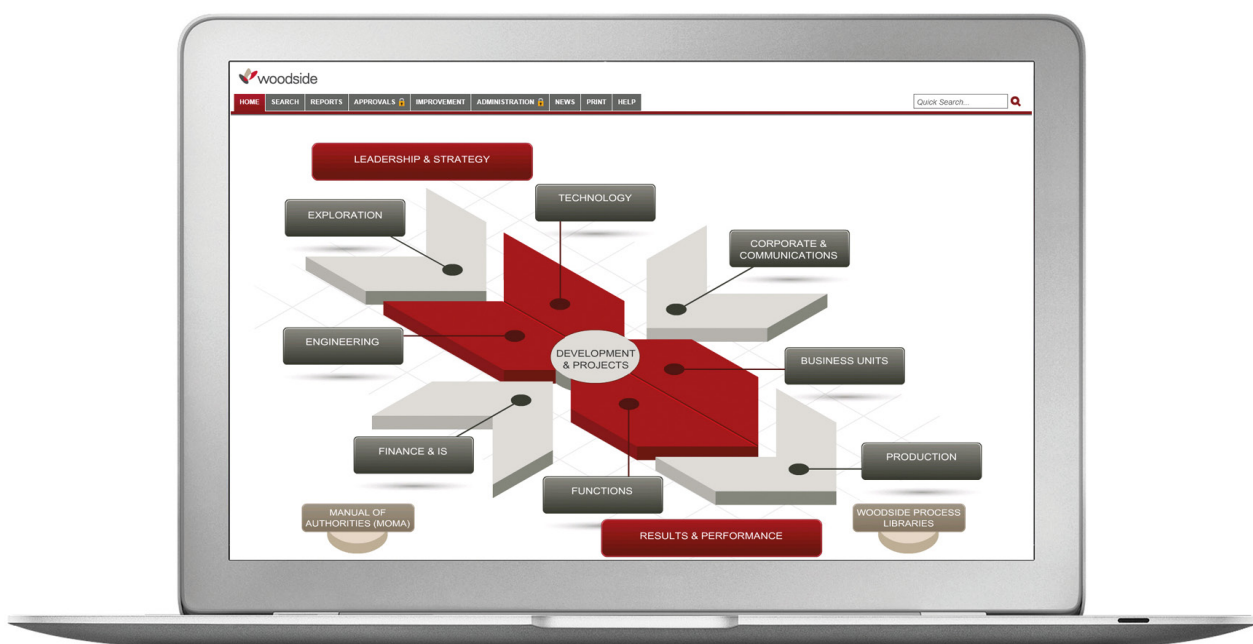 woodside
HOME SEARCH REPORTS APPROVALS IMPROVEMENT ADMINISTRATION NEWS PRINT HELP
Quick Search...
LEADERSHIP & STRATEGY
TECHNOLOGY
EXPLORATION
CORPORATE &
COMMUNICATIONS
ENGINEERING
DEVELOPMENT
& PROJECTS
BUSINESS UNITS
FINANCE & IS
PRODUCTION
FUNCTIONS
MANUAL OF
AUTHORITIES (MOMA)
WOODSIDE PROCESS
LIBRARIES
RESULTS & PERFORMANCE